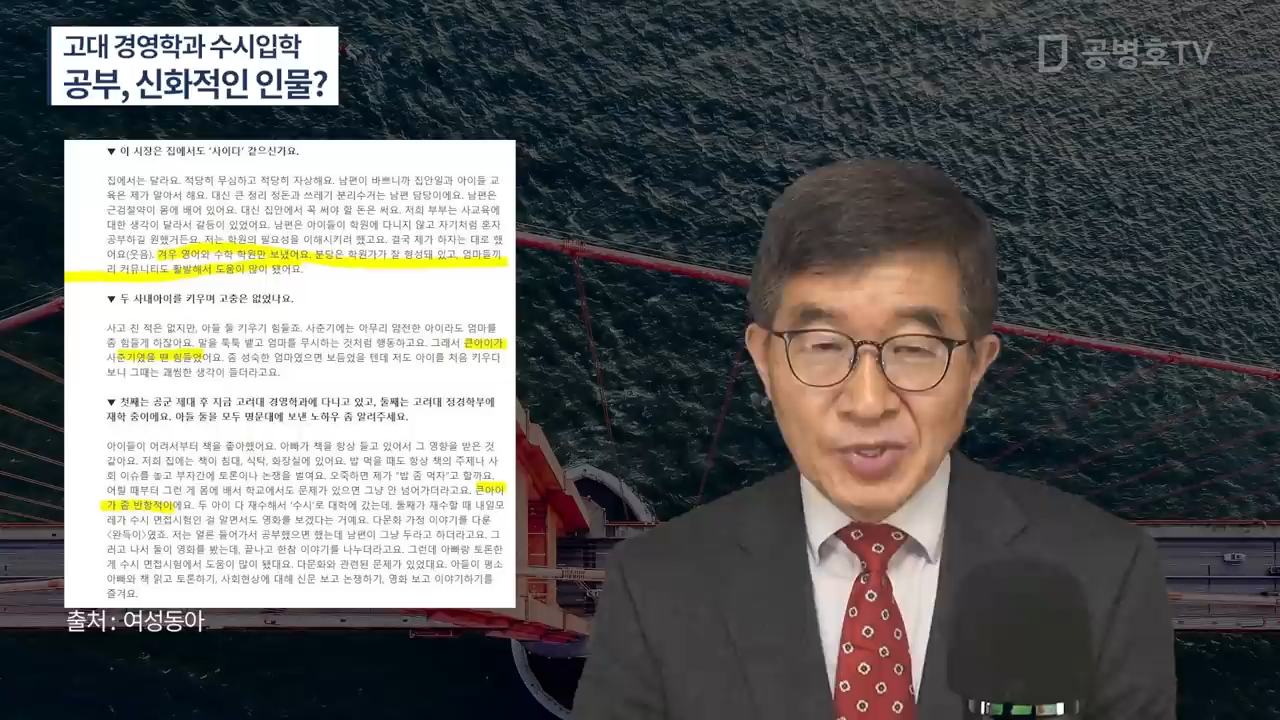 고대 경영학과 수시입학
공부, 신화적인 인물?
공병호TV
▼ 이 시장은 집에서도 '사이다' 같으신가요.
집에서는 달라요. 적당히 무심하고 적당히 자상해요. 남편이 바쁘니까 집안일과 아이들 교
육은 제가 알아서 해요. 대신 큰 정리 정돈과 쓰레기 분리수거는 남편 담당이에요. 남편은
근검절약이 몸에 배어 있어요. 대신 집안에서 꼭 써야 할 돈은 써요. 저희 부부는 사교육에
대한 생각이 달라서 갈등이 있었어요. 남편은 아이들이 학원에 다니지 않고 자기처럼 혼자
공부하길 원했거든요. 저는 학원의 필요성을 이해시키려 했고요. 결국 제가 하자는 대로 했
어요(웃음). 겨우 영어와 수학 학원만 보냈어요. 분당은 학원가가 잘 형성돼 있고, 엄마들끼
리 커뮤니티도 활발해서 도움이 많이 됐어요.
▼ 두 사내아이를 키우며 고충은 없었나요.
사고 친 적은 없지만, 아들 둘 키우기 힘들죠. 사춘기에는 아무리 얌전한 아이라도 엄마를
좀 힘들게 하잖아요. 말을 툭툭 뱉고 엄마를 무시하는 것처럼 행동하고요. 그래서 큰아이가
사춘기였을 땐 힘들었어요. 좀 성숙한 엄마였으면 보듬었을 텐데 저도 아이를 처음 키우다
보니 그때는 괘씸한 생각이 들더라고요.
▼ 첫째는 공군 제대 후 지금 고려대 경영학과에 다니고 있고, 둘째는 고려대 정경학부에
재학 중이에요. 아들 둘을 모두 명문대에 보낸 노하우 좀 알려주세요.
아이들이 어려서부터 책을 좋아했어요. 아빠가 책을 항상 들고 있어서 그 영향을 받은 것
같아요. 저희 집에는 책이 침대, 식탁, 화장실에 있어요. 밥 먹을 때도 항상 책의 주제나 사
회 이슈를 놓고 부자간에 토론이나 논쟁을 벌여요. 오죽하면 제가 "밥 좀 먹자"고 할까요.
어릴 때부터 그런 게 몸에 배서 학교에서도 문제가 있으면 그냥 안 넘어가더라고요. 큰아이
가 좀 반항적이에요. 두 아이 다 재수해서 '수시'로 대학에 갔는데. 둘째가 재수할 때 내일모
레가 수시 면접시험인 걸 알면서도 영화를 보겠다는 거예요. 다문화 가정 이야기를 다룬
〈완득이〉였죠. 저는 얼른 들어가서 공부했으면 했는데 남편이 그냥 두라고 하더라고요. 그
러고 나서 둘이 영화를 봤는데, 끝나고 한참 이야기를 나누더라고요. 그런데 아빠랑 토론한
게 수시 면접시험에서 도움이 많이 됐대요. 다문화와 관련된 문제가 있었대요. 아들이 평소
아빠와 책 읽고 토론하기, 사회현상에 대해 신문 보고 논쟁하기, 영화 보고 이야기하기를
즐겨요.
출처 : 여성동아